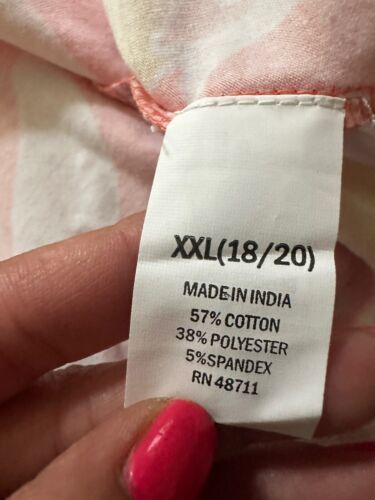 XXL(18/20)
MADE IN INDIA
57% COTTON
38% POLYESTER
5%SPANDEX
RN 48711